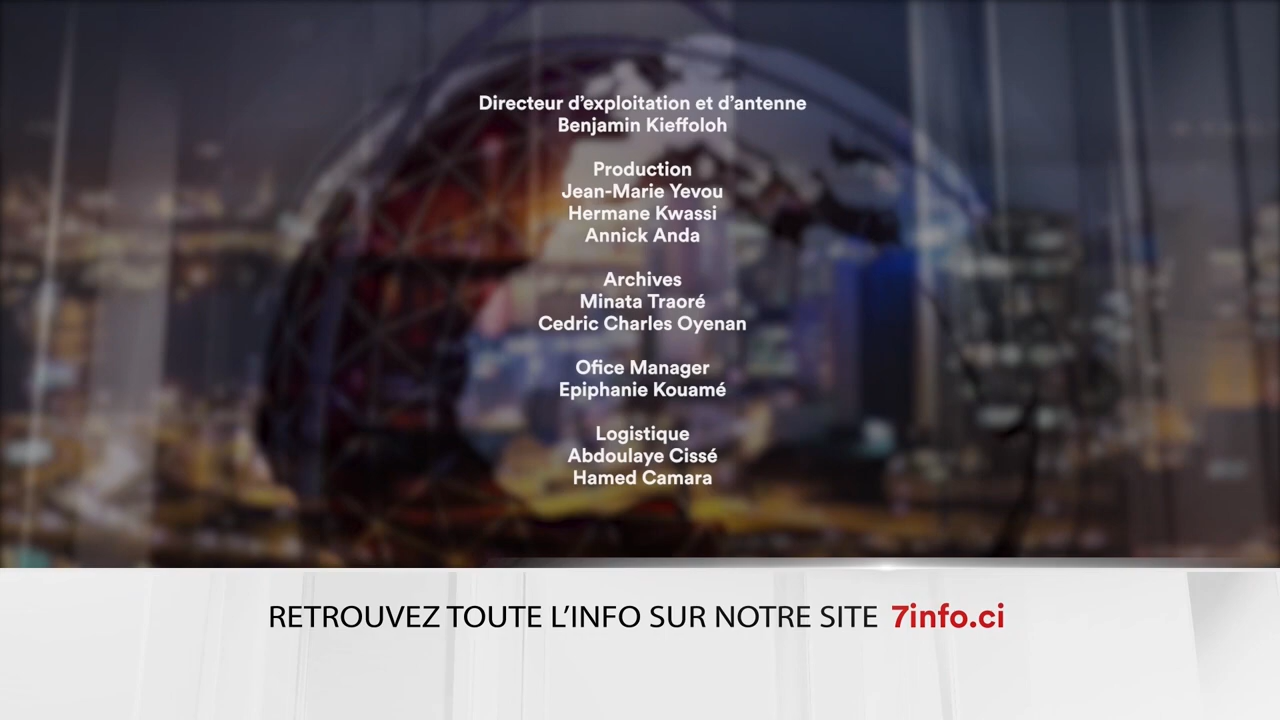 Directeur d’exploitation et d’antenne
Benjamin Kieffoloh
Production
Jean-Marie Yevou
Hermane Kwassi
Annick Anda
Archives
Minata Traoré
Cedric Charles Oyenan
Ofice Manager
Epiphanie Kouamé
Logistique
Abdoulaye Cissé
Hamed Camara
RETROUVEZ TOUTE L’INFO SUR NOTRE SITE 7info.ci